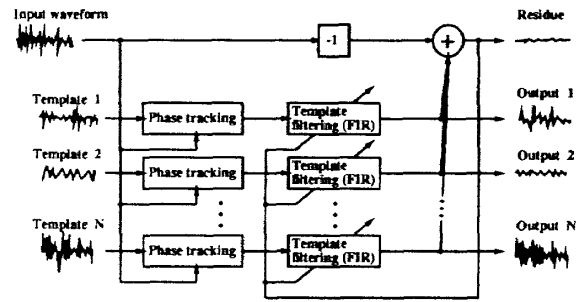 Input waveform
Residue
-1
+
Template 1
Phase tracking
Template
filtering (FIR)
Output 1
Template 2
Phase tracking
Template
filtering (FIR)
Output 2
Template N
Phase tracking
Template
filtering (FIR)
Output N